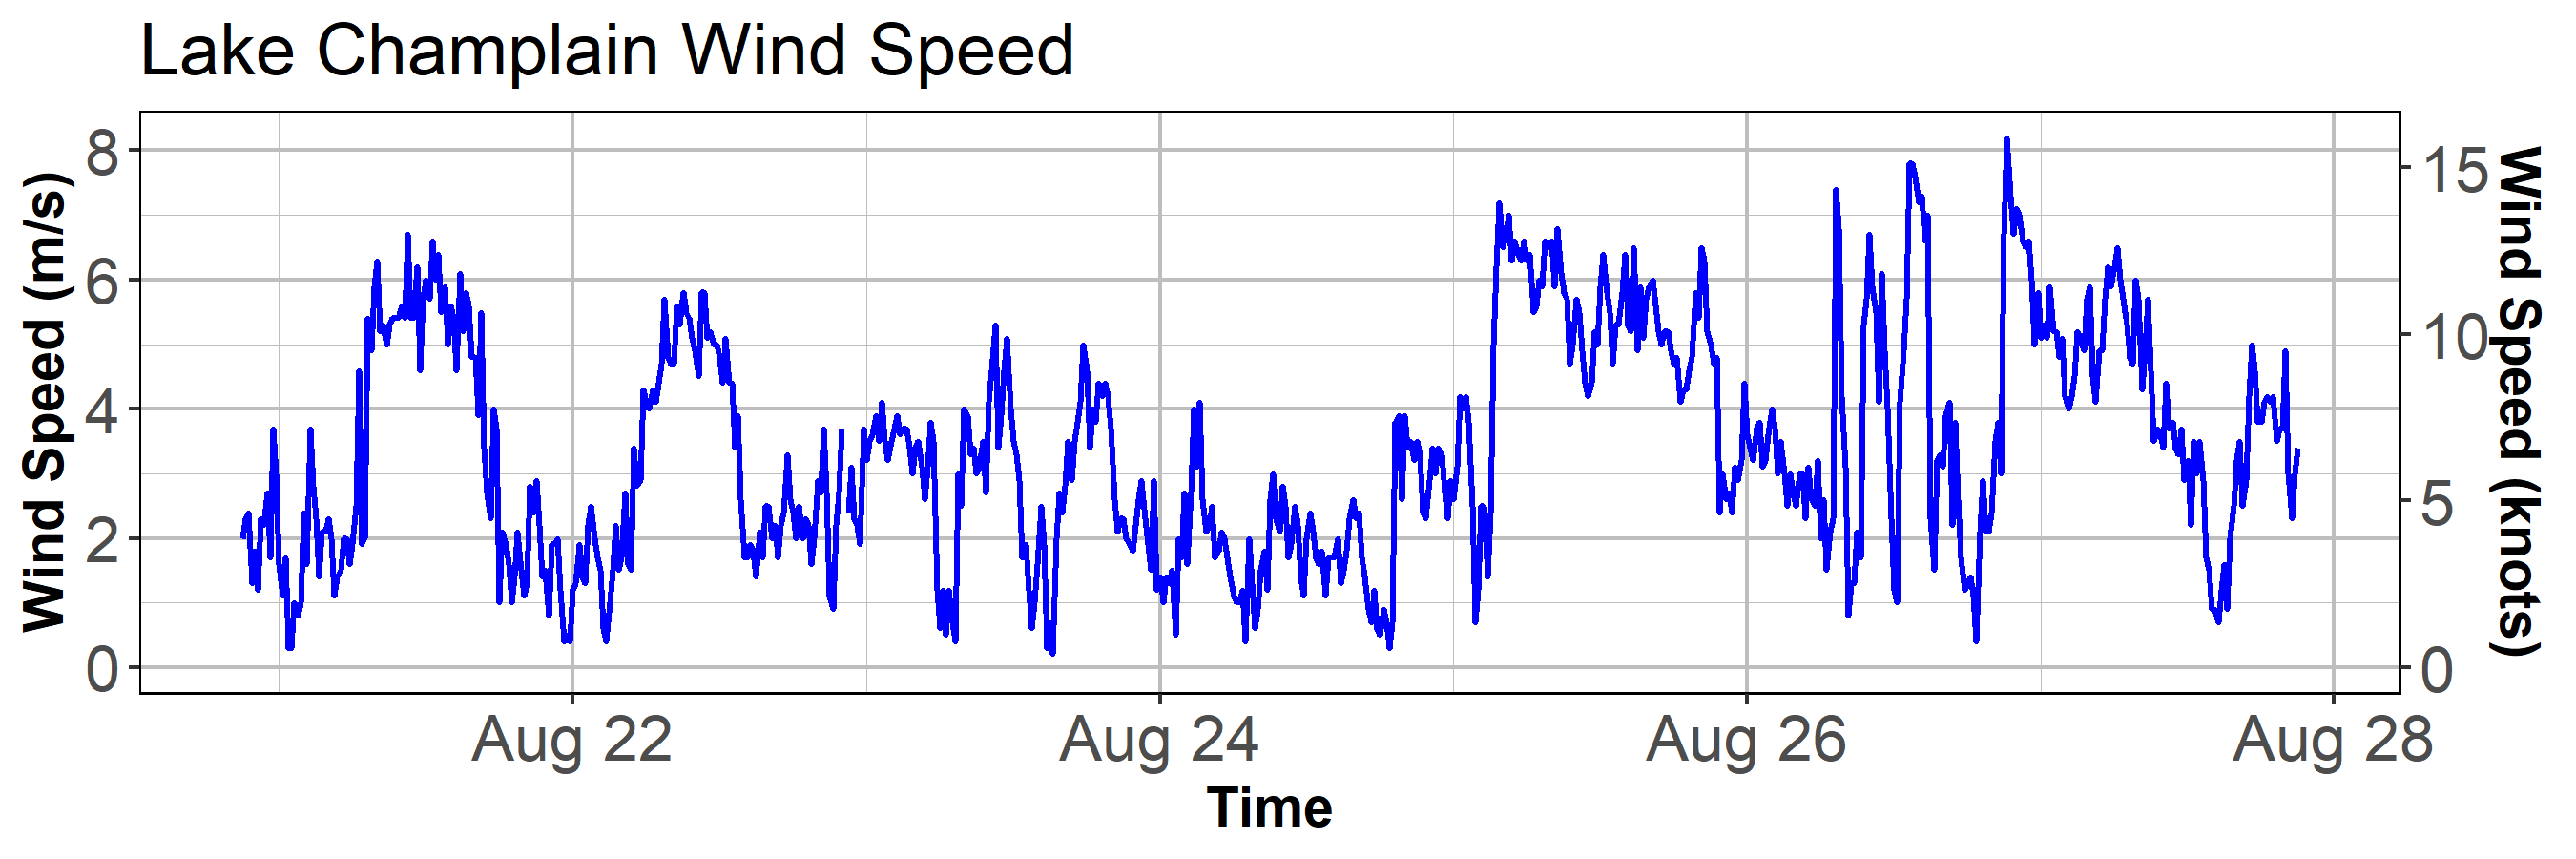 Lake Champlain Wind Speed
Wind Speed (m/s)
8
6
4
2
0
15
10
5
0
Wind Speed (knots)
Aug 22
Aug 24
Aug 26
Aug 28
Time